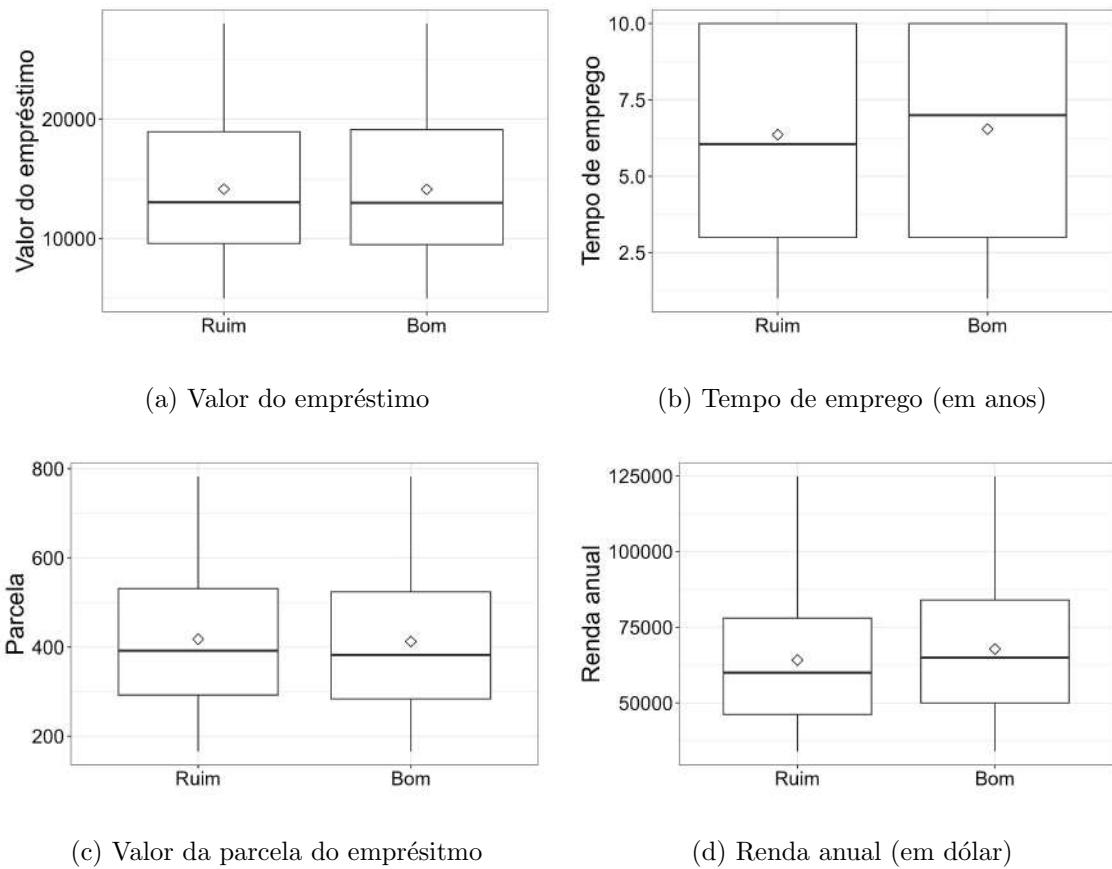 Valor do empréstimo
20000
10000
Ruim Bom
(a) Valor do empréstimo
Tempo de emprego
10.0
7.5
5.0
2.5
Ruim Bom
(b) Tempo de emprego (em anos)
Parcela
800
600
400
200
Ruim Bom
(c) Valor da parcela do emprésitmo
Renda anual
125000
100000
75000
50000
Ruim Bom
(d) Renda anual (em dólar)